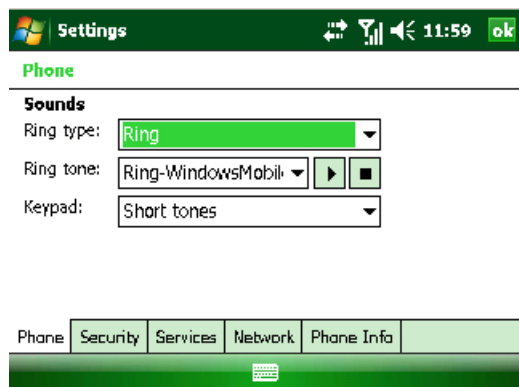 Settings 11:59 ok
Phone
Sounds
Ring type: Ring
Ring tone: Ring-WindowsMobil
Keypad: Short tones
Phone Security Services Network Phone Info